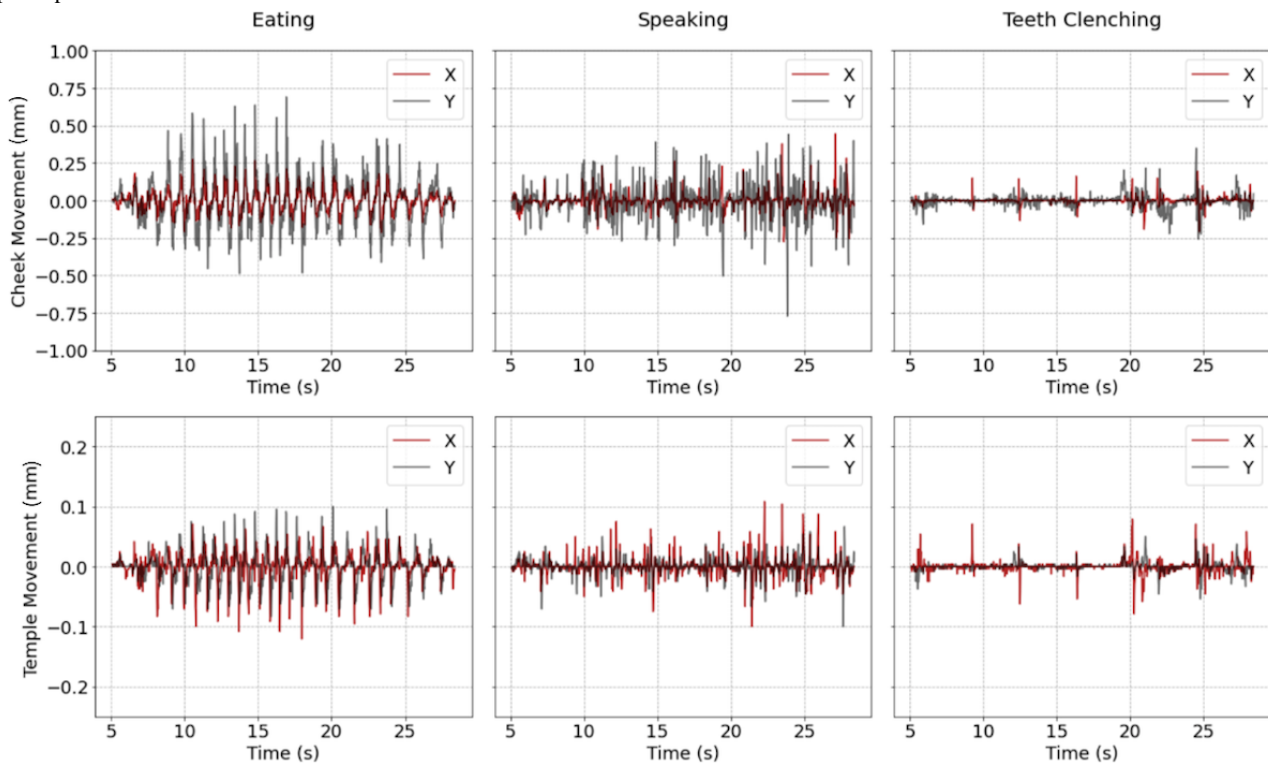 Eating Speaking Teeth Clenching
Cheek Movement (mm)
1.00
0.75
0.50
0.25
0.00
−0.25
−0.50
−0.75
−1.00
X
Y
X
Y
X
Y
5 10 15 20 25 5 10 15 20 25 5 10 15 20 25
Time (s) Time (s) Time (s)
Temple Movement (mm)
0.2
0.1
0.0
−0.1
−0.2
X
Y
X
Y
X
Y
5 10 15 20 25 5 10 15 20 25 5 10 15 20 25
Time (s) Time (s) Time (s)